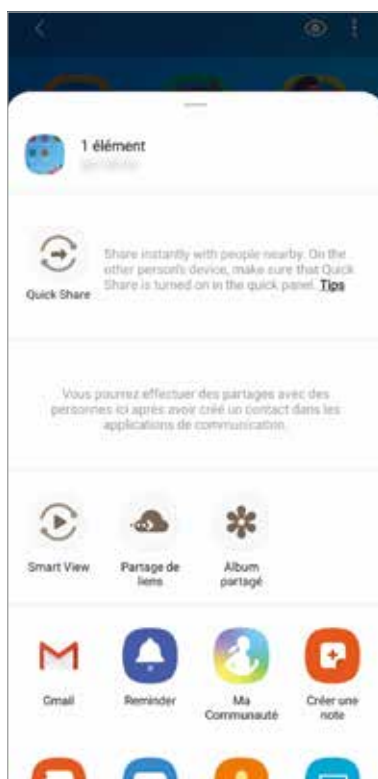 1 élément
Share instantly with people nearby. On the
other person's device, make sure that Quick
Share is turned on in the quick panel. Tips
Quick Share
Vous pourrez effectuer des partages avec des
personnes ici après avoir créé un contact dans les
applications de communication.
Smart View
Partage de
liens
Album
partagé
Gmail
Reminder
Ma
Communauté
Créer une
note